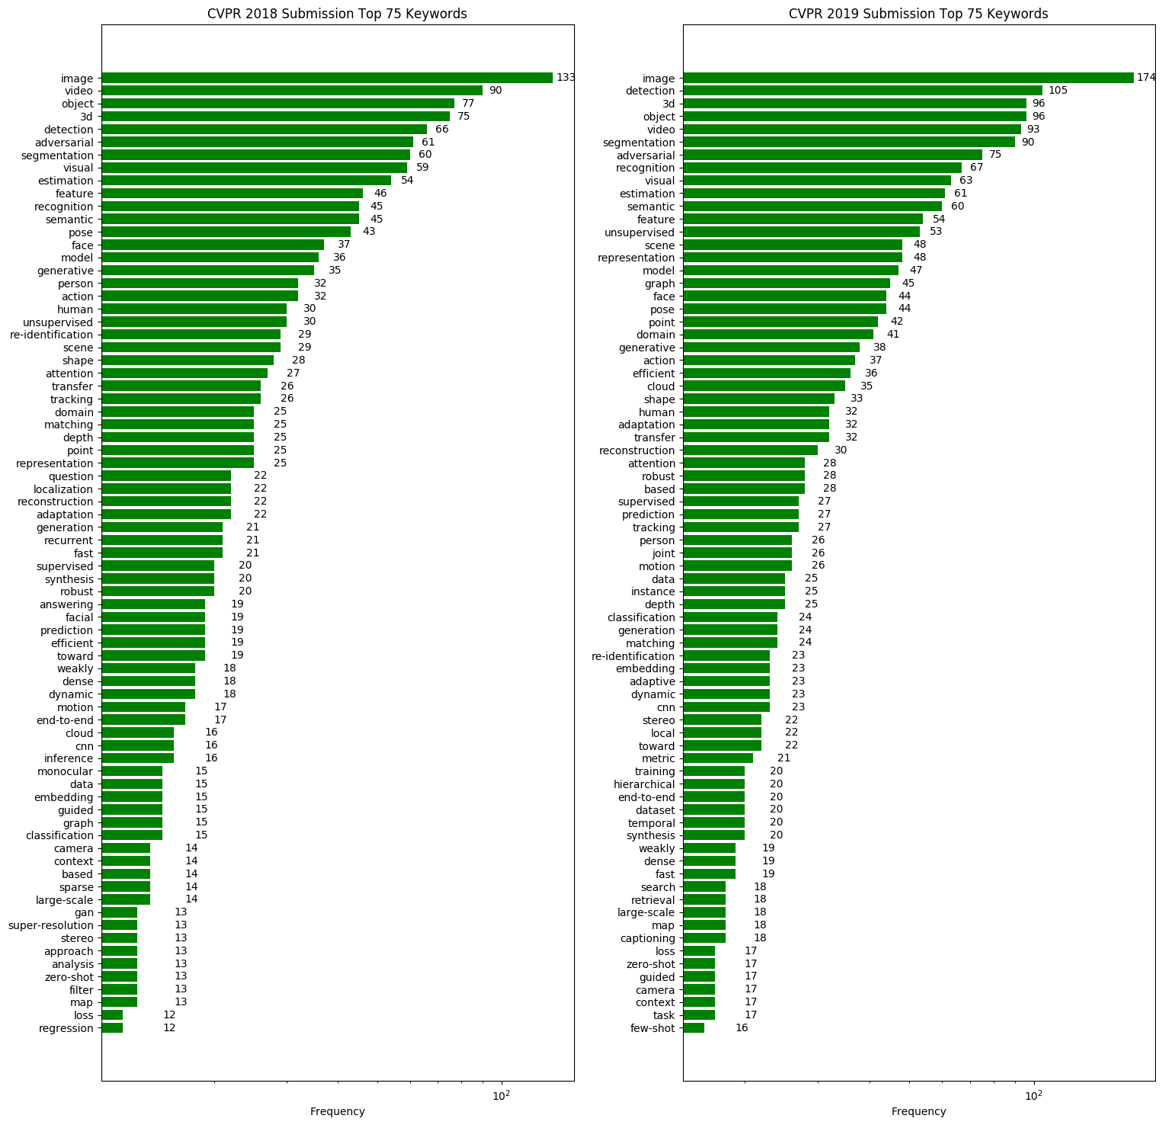 CVPR 2018 Submission Top 75 Keywords
image 133
video 90
object 77
3d 75
detection 66
adversarial 61
segmentation 60
visual 59
estimation 54
feature 46
recognition 45
semantic 45
pose 43
face 37
model 36
generative 35
person 32
action 32
human 30
unsupervised 30
re-identification 29
scene 29
shape 28
attention 27
transfer 26
tracking 26
domain 25
matching 25
depth 25
point 25
representation 25
question 22
localization 22
reconstruction 22
adaptation 22
generation 21
recurrent 21
fast 21
supervised 20
synthesis 20
robust 20
answering 19
facial 19
prediction 19
efficient 19
toward 19
weakly 18
dense 18
dynamic 18
motion 17
end-to-end 17
cloud 16
cnn 16
inference 16
monocular 15
data 15
embedding 15
guided 15
graph 15
classification 15
camera 14
context 14
based 14
sparse 14
large-scale 14
gan 13
super-resolution 13
stereo 13
approach 13
analysis 13
zero-shot 13
filter 13
map 13
loss 12
regression 12
10²
Frequency
CVPR 2019 Submission Top 75 Keywords
image 174
detection 105
3d 96
object 96
video 93
segmentation 90
adversarial 75
recognition 67
visual 63
estimation 61
semantic 60
feature 54
unsupervised 53
scene 48
representation 48
model 47
graph 45
face 44
pose 44
point 42
domain 41
generative 38
action 37
efficient 36
cloud 35
shape 33
human 32
adaptation 32
transfer 32
reconstruction 30
attention 28
robust 28
based 28
supervised 27
prediction 27
tracking 27
person 26
joint 26
motion 26
data 25
instance 25
depth 25
classification 24
generation 24
matching 24
re-identification 23
embedding 23
adaptive 23
dynamic 23
cnn 23
stereo 22
local 22
toward 22
metric 21
training 20
hierarchical 20
end-to-end 20
dataset 20
temporal 20
synthesis 20
weakly 19
dense 19
fast 19
search 18
retrieval 18
large-scale 18
map 18
captioning 18
loss 17
zero-shot 17
guided 17
camera 17
context 17
task 17
few-shot 16
10²
Frequency